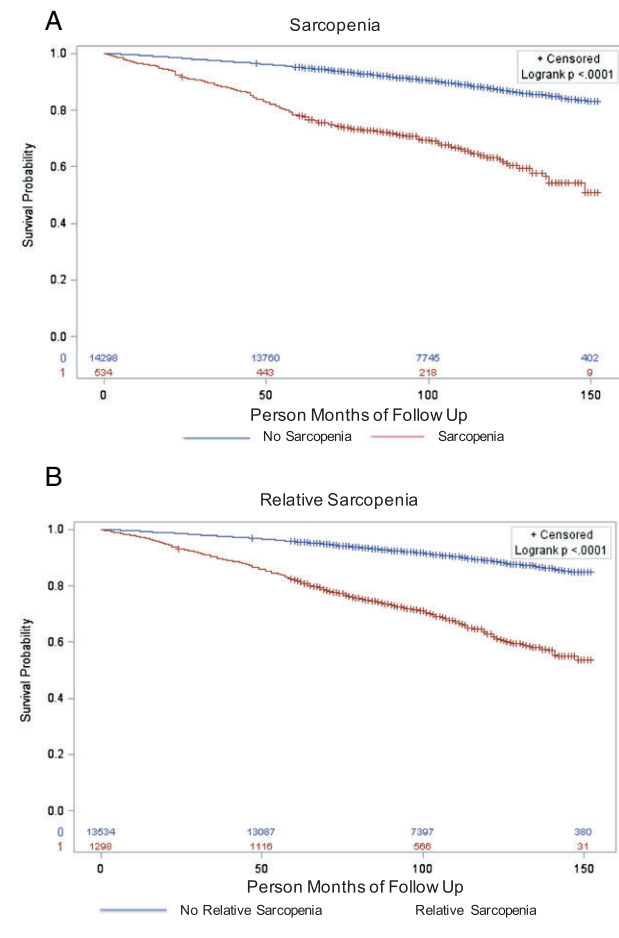 A
Sarcopenia
+ Censored
Logrank p <.0001
Survival Probability
1.0
0.8
0.6
0.4
0.2
0.0
0 14298 13760 7745 402
1 534 443 218 9
0 50 100 150
Person Months of Follow Up
No Sarcopenia Sarcopenia
B
Relative Sarcopenia
+ Censored
Logrank p <.0001
Survival Probability
1.0
0.8
0.6
0.4
0.2
0.0
0 13534 13087 7397 380
1 1298 1116 566 31
0 50 100 150
Person Months of Follow Up
No Relative Sarcopenia Relative Sarcopenia